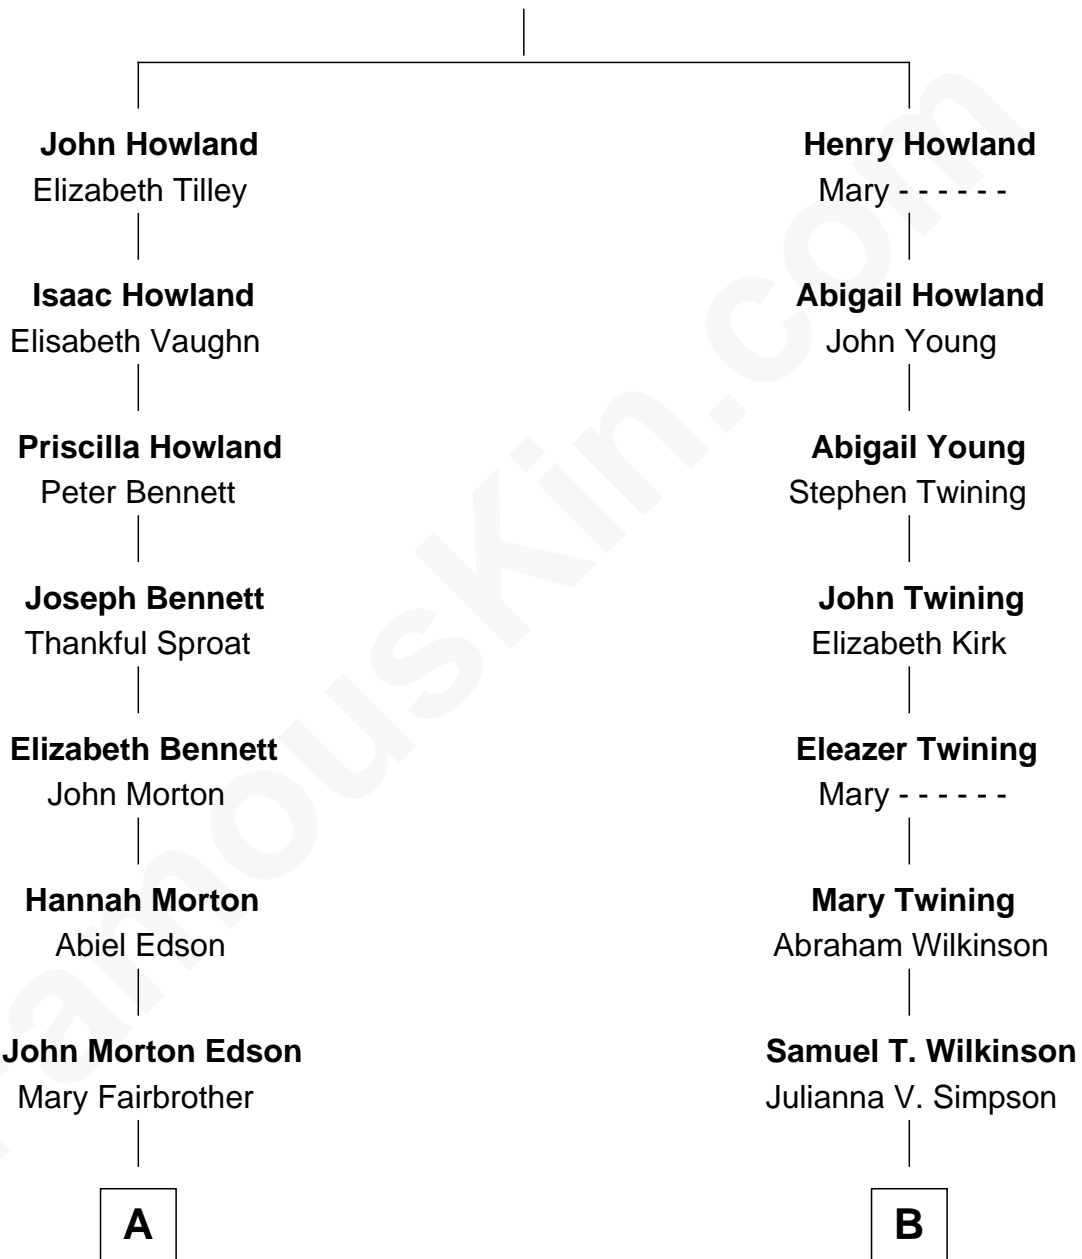 John Howland
Elizabeth Tilley
Henry Howland
Mary - - - - - -
Isaac Howland
Elisabeth Vaughn
Abigail Howland
John Young
Priscilla Howland
Peter Bennett
Abigail Young
Stephen Twining
Joseph Bennett
Thankful Sproat
John Twining
Elizabeth Kirk
Elizabeth Bennett
John Morton
Eleazer Twining
Mary - - - - - -
Hannah Morton
Abiel Edson
Mary Twining
Abraham Wilkinson
John Morton Edson
Mary Fairbrother
Samuel T. Wilkinson
Julianna V. Simpson
A
B
FamousKin.com